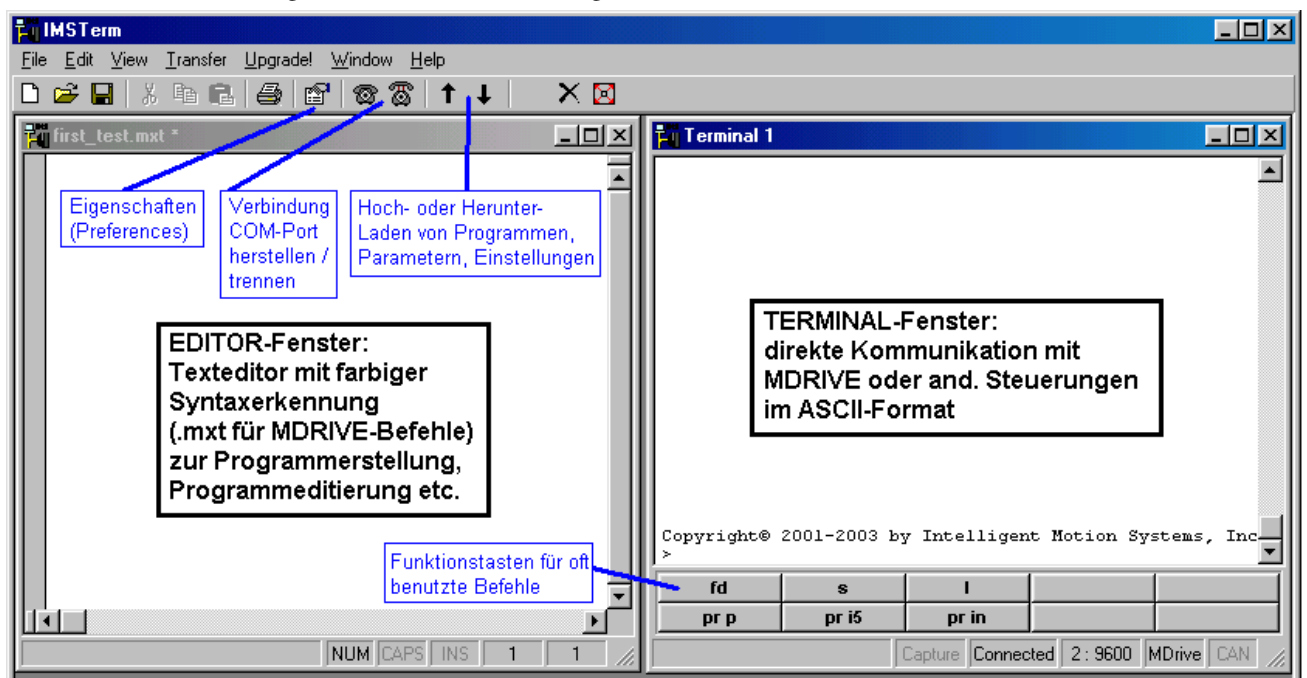 IMSTerm
File Edit View Transfer Upgrade! Window Help
first_test.mxt *
Eigenschaften
(Preferences)
Verbindung
COM-Port
herstellen /
trennen
Hoch- oder Herunter-
Laden von Programmen,
Parametern, Einstellungen
EDITOR-Fenster:
Texteditor mit farbiger
Syntaxerkennung
(.mxt für MDRIVE-Befehle)
zur Programmerstellung,
Programmeditierung etc.
Funktionstasten für oft
benutzte Befehle
NUM CAPS INS 1 1
Terminal 1
TERMINAL-Fenster:
direkte Kommunikation mit
MDRIVE oder and. Steuerungen
im ASCII-Format
Copyright© 2001-2003 by Intelligent Motion Systems, Inc
>
fd s l
pr p pr i5 pr in
Capture Connected 2 : 9600 MDrive CAN